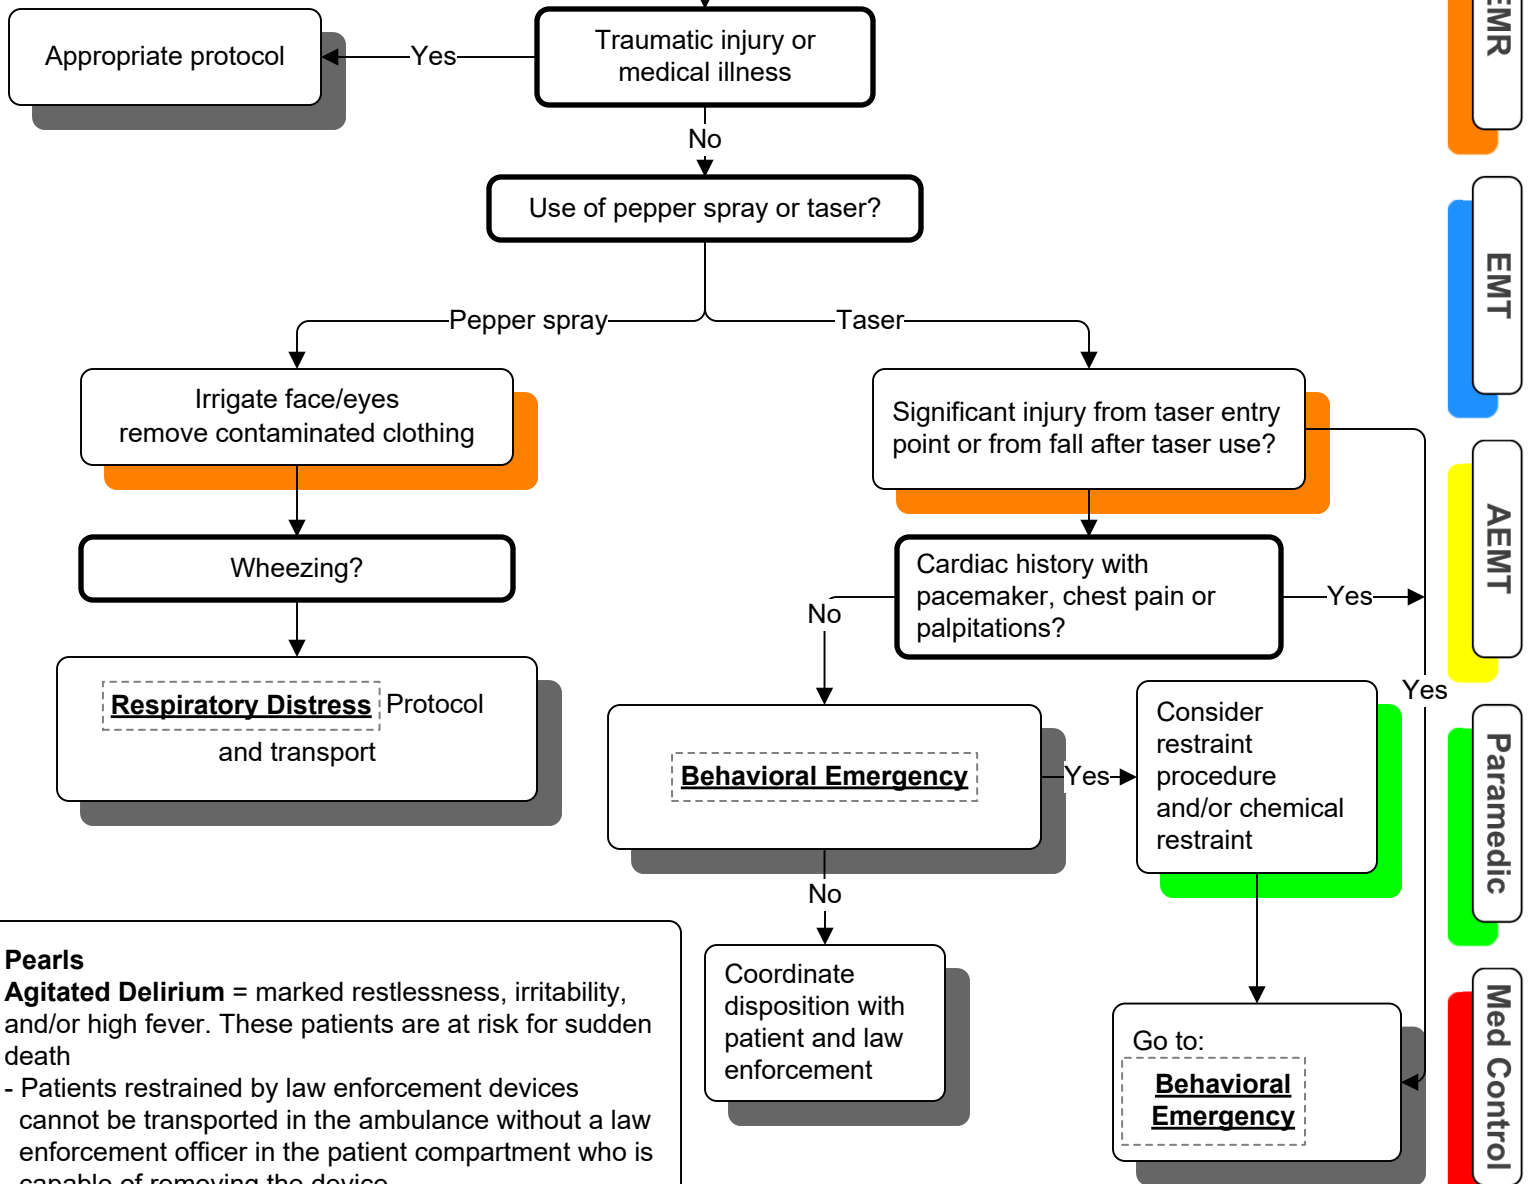 Appropriate protocol
Yes
Traumatic injury or
medical illness
No
Use of pepper spray or taser?
Pepper spray
Taser
Irrigate face/eyes
remove contaminated clothing
Significant injury from taser entry
point or from fall after taser use?
Wheezing?
Cardiac history with
pacemaker, chest pain or
palpitations?
Yes
No
Yes
Respiratory Distress Protocol
and transport
Behavioral Emergency
Yes
Consider
restraint
procedure
and/or chemical
restraint
No
Coordinate
disposition with
patient and law
enforcement
Go to:
Behavioral
Emergency
Pearls
Agitated Delirium = marked restlessness, irritability,
and/or high fever. These patients are at risk for sudden
death
- Patients restrained by law enforcement devices
cannot be transported in the ambulance without a law
enforcement officer in the patient compartment who is
capable of removing the device
EMR
EMT
AEMT
Paramedic
Med Control